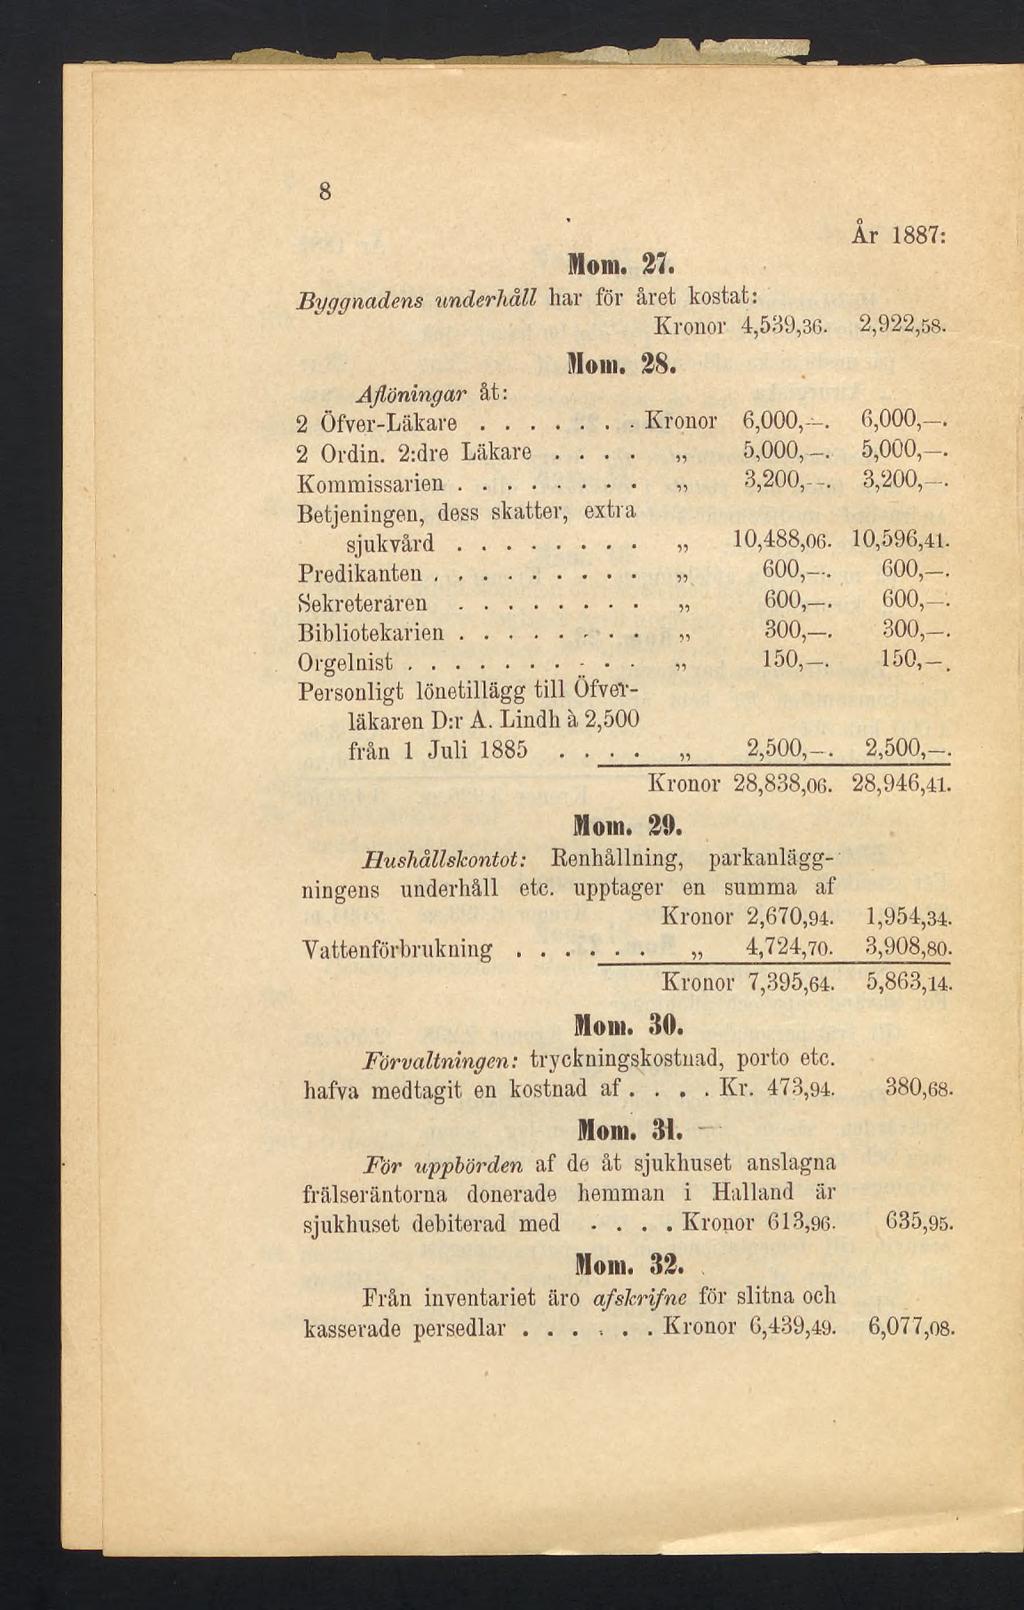 8
År 1887:
Mom. 27.
Byggnadens underhåll har för året kostat:
Kronor 4,539,36. 2,922,58.
Mom. 28.
Aflöningar åt:
2 Öfver-Läkare . . . . . . . Kronor 6,000,—. 6,000,—.
2 Ordin. 2:dre Läkare . . . . „ 5,000,—. 5,000,—.
Kommissarien . . . . . . . . „ 3,200,—. 3,200,—.
Betjeningen, dess skatter, extra
sjukvård . . . . . . . . „ 10,488,06. 10,596,41.
Predikanten . . . . . . . . . „ 600,—. 600,—.
Sekreteraren . . . . . . . . „ 600,—. 600,—.
Bibliotekarien . . . . . . . . „ 300,—. 300,—.
Orgelnist . . . . . . . . . . „ 150,—. 150,—.
Personligt lönetillägg till Öfver-
läkaren D:r A. Lindh à 2,500
från 1 Juli 1885 . . . . „ 2,500,—. 2,500,—.
Kronor 28,838,06. 28,946,41.
Mom. 29.
Hushållskontot: Renhållning, parkanlägg-
ningens underhåll etc. upptager en summa af
Kronor 2,670,94. 1,954,34.
Vattenförbrukning . . . . . . „ 4,724,70. 3,908,80.
Kronor 7,395,64. 5,863,14.
Mom. 30.
Förvaltningen: tryckningskostnad, porto etc.
hafva medtagit en kostnad af . . . . Kr. 473,94. 380,68.
Mom. 31.
För uppbörden af de åt sjukhuset anslagna
frälseräntorna donerade hemman i Halland är
sjukhuset debiterad med . . . . Kronor 613,96. 635,95.
Mom. 32.
Från inventariet äro afskrifne för slitna och
kasserade persedlar . . . . . . Kronor 6,439,49. 6,077,08.